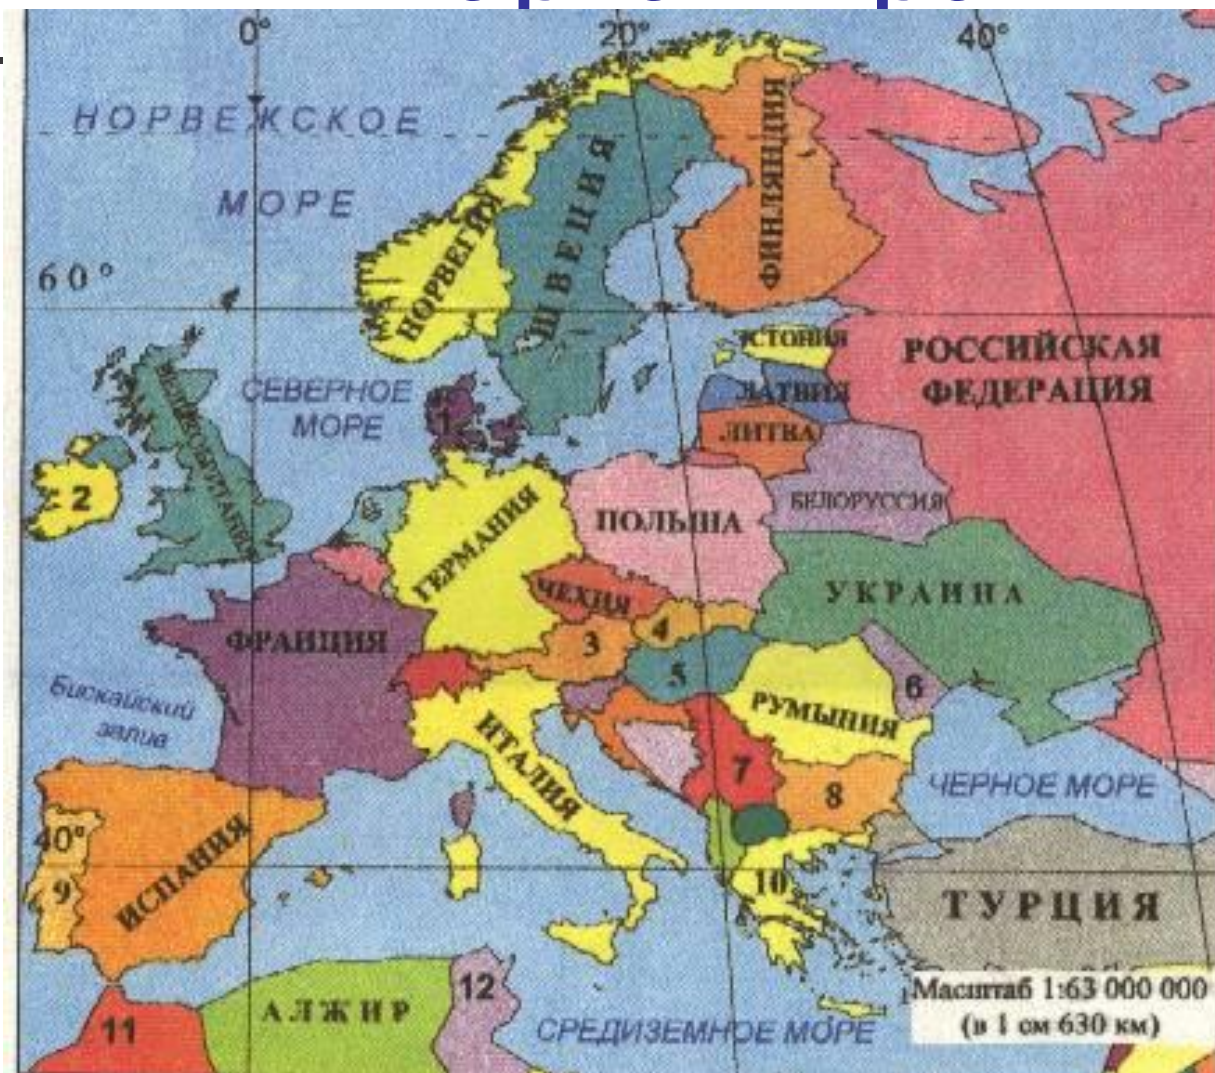 0°
20°
40°
НОРВЕЖСКОЕ
МОРЕ
60°
НОРВЕГИЯ
ШВЕЦИЯ
ФИНЛЯНДИЯ
РОССИЙСКАЯ
ФЕДЕРАЦИЯ
СЕВЕРНОЕ
МОРЕ
ВЕЛИКОБРИТАНИЯ
1
2
ЭСТОНИЯ
ЛАТВИЯ
ЛИТВА
БЕЛОРУССИЯ
ПОЛЬША
ГЕРМАНИЯ
ЧЕХИЯ
УКРАИНА
ФРАНЦИЯ
3
4
5
6
Бискайский
залив
ИТАЛИЯ
РУМЫНИЯ
7
8
ЧЕРНОЕ МОРЕ
40°
9
ИСПАНИЯ
10
ТУРЦИЯ
11
АЛЖИР
12
СРЕДИЗЕМНОЕ МОРЕ
Масштаб 1:63 000 000
(в 1 см 630 км)